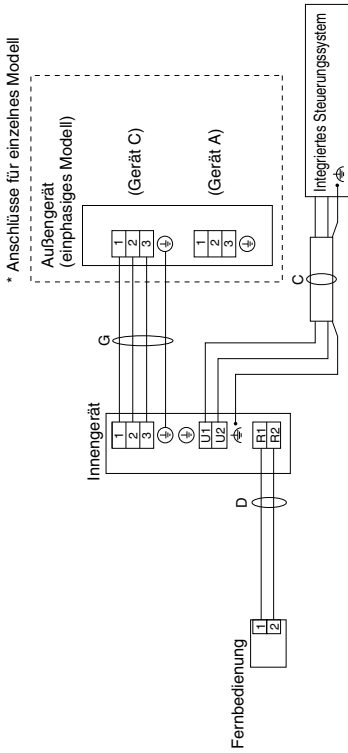 * Anschlüsse für einzelnes Modell
Außengerät
(einphasiges Modell)
Innengerät
1
2
3
G
1
2
3
(Gerät C)
1
2
3
(Gerät A)
U1
U2
R1
R2
Fernbedienung
1
2
D
C
Integriertes Steuerungssystem